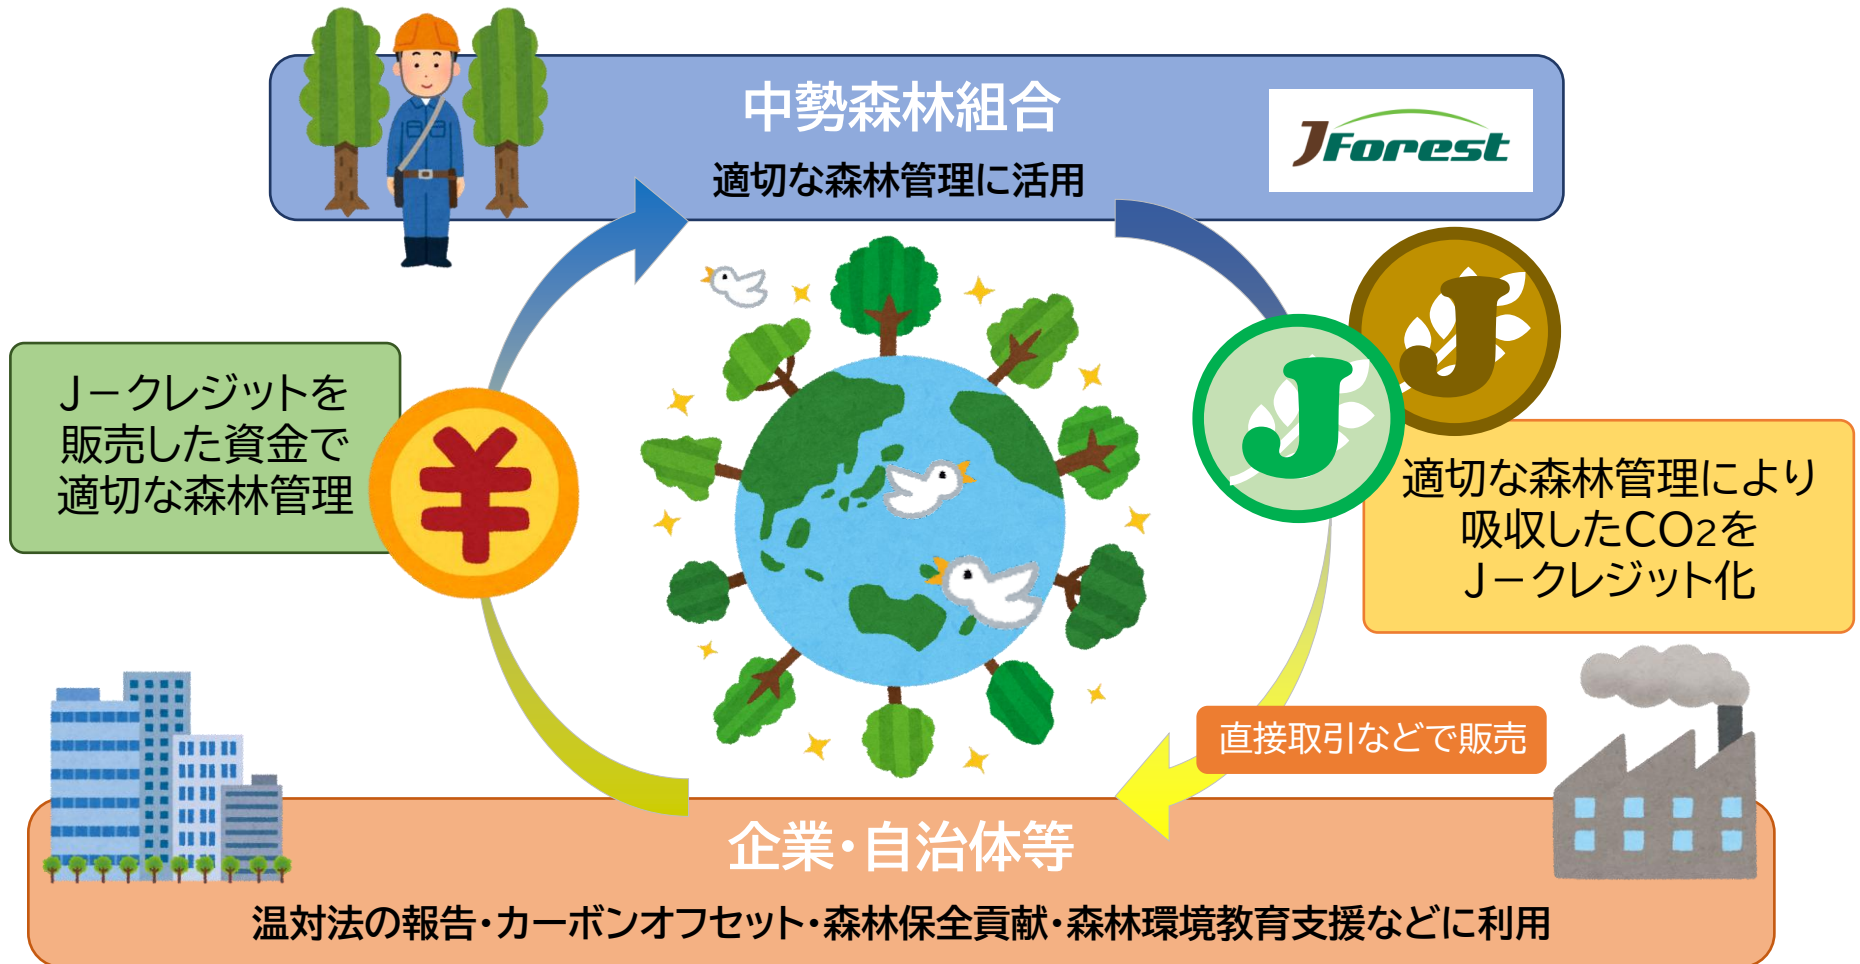 中勢森林組合
適切な森林管理に活用
JForest
J－クレジットを
販売した資金で
適切な森林管理
¥
J
J
適切な森林管理により
吸収したCO2を
J－クレジット化
直接取引などで販売
企業・自治体等
温対法の報告・カーボンオフセット・森林保全貢献・森林環境教育支援などに利用